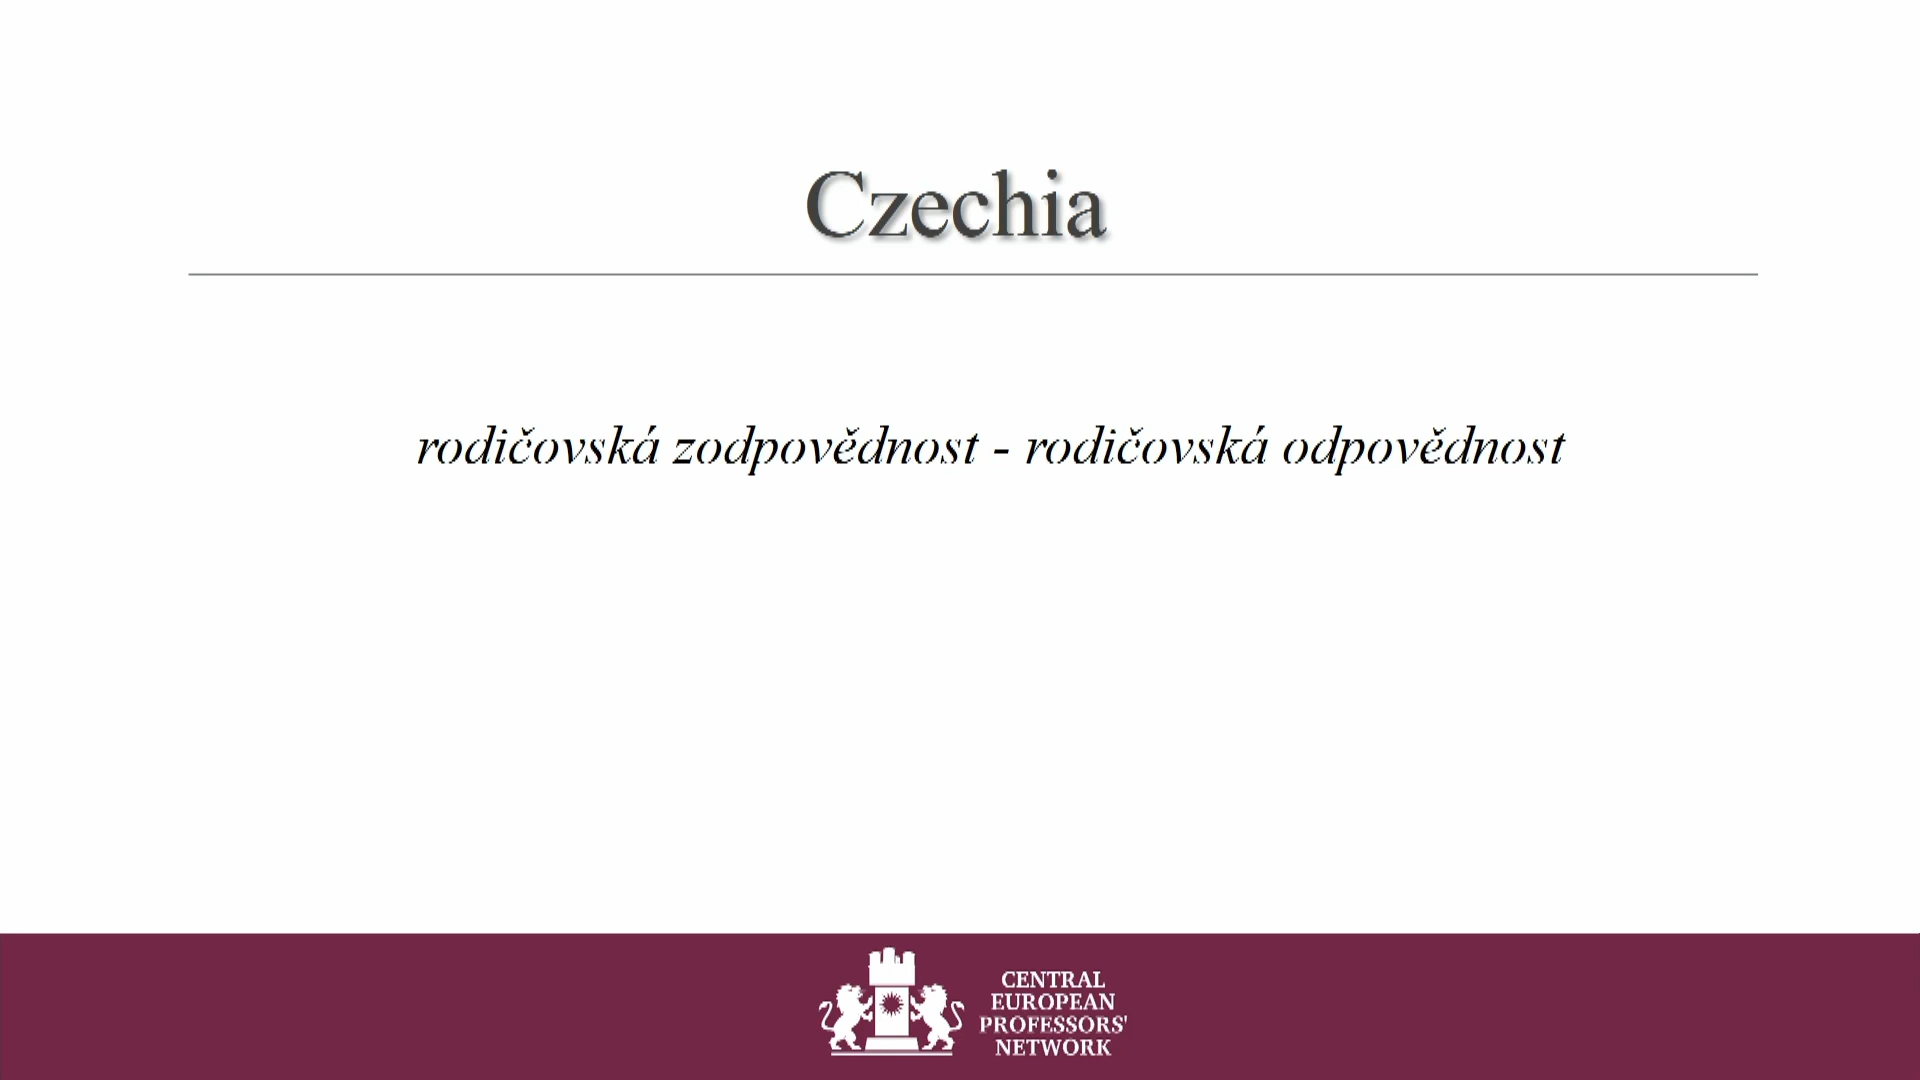 Czechia
rodičovská zodpovědnost - rodičovská odpovědnost
CENTRAL
EUROPEAN
PROFESSORS'
NETWORK